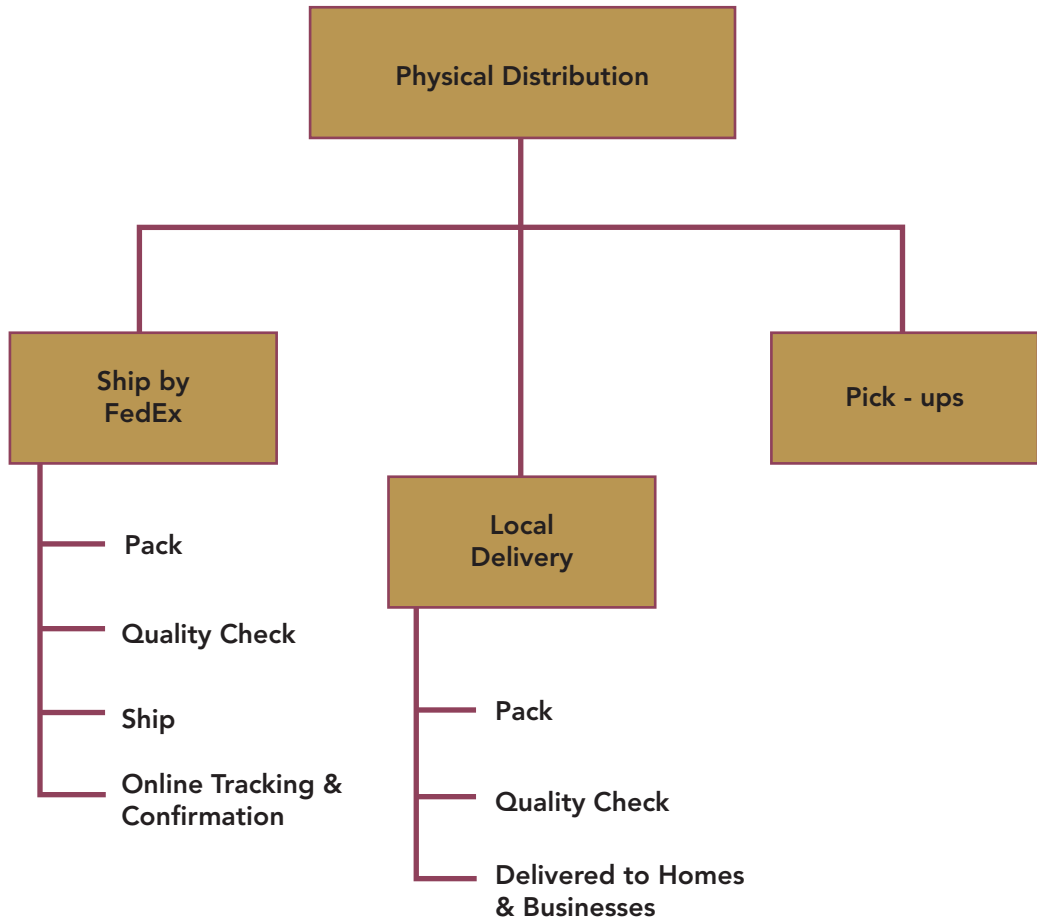 Physical Distribution
Ship by
FedEx
Pack
Quality Check
Ship
Online Tracking &
Confirmation
Local
Delivery
Pack
Quality Check
Delivered to Homes
& Businesses
Pick - ups